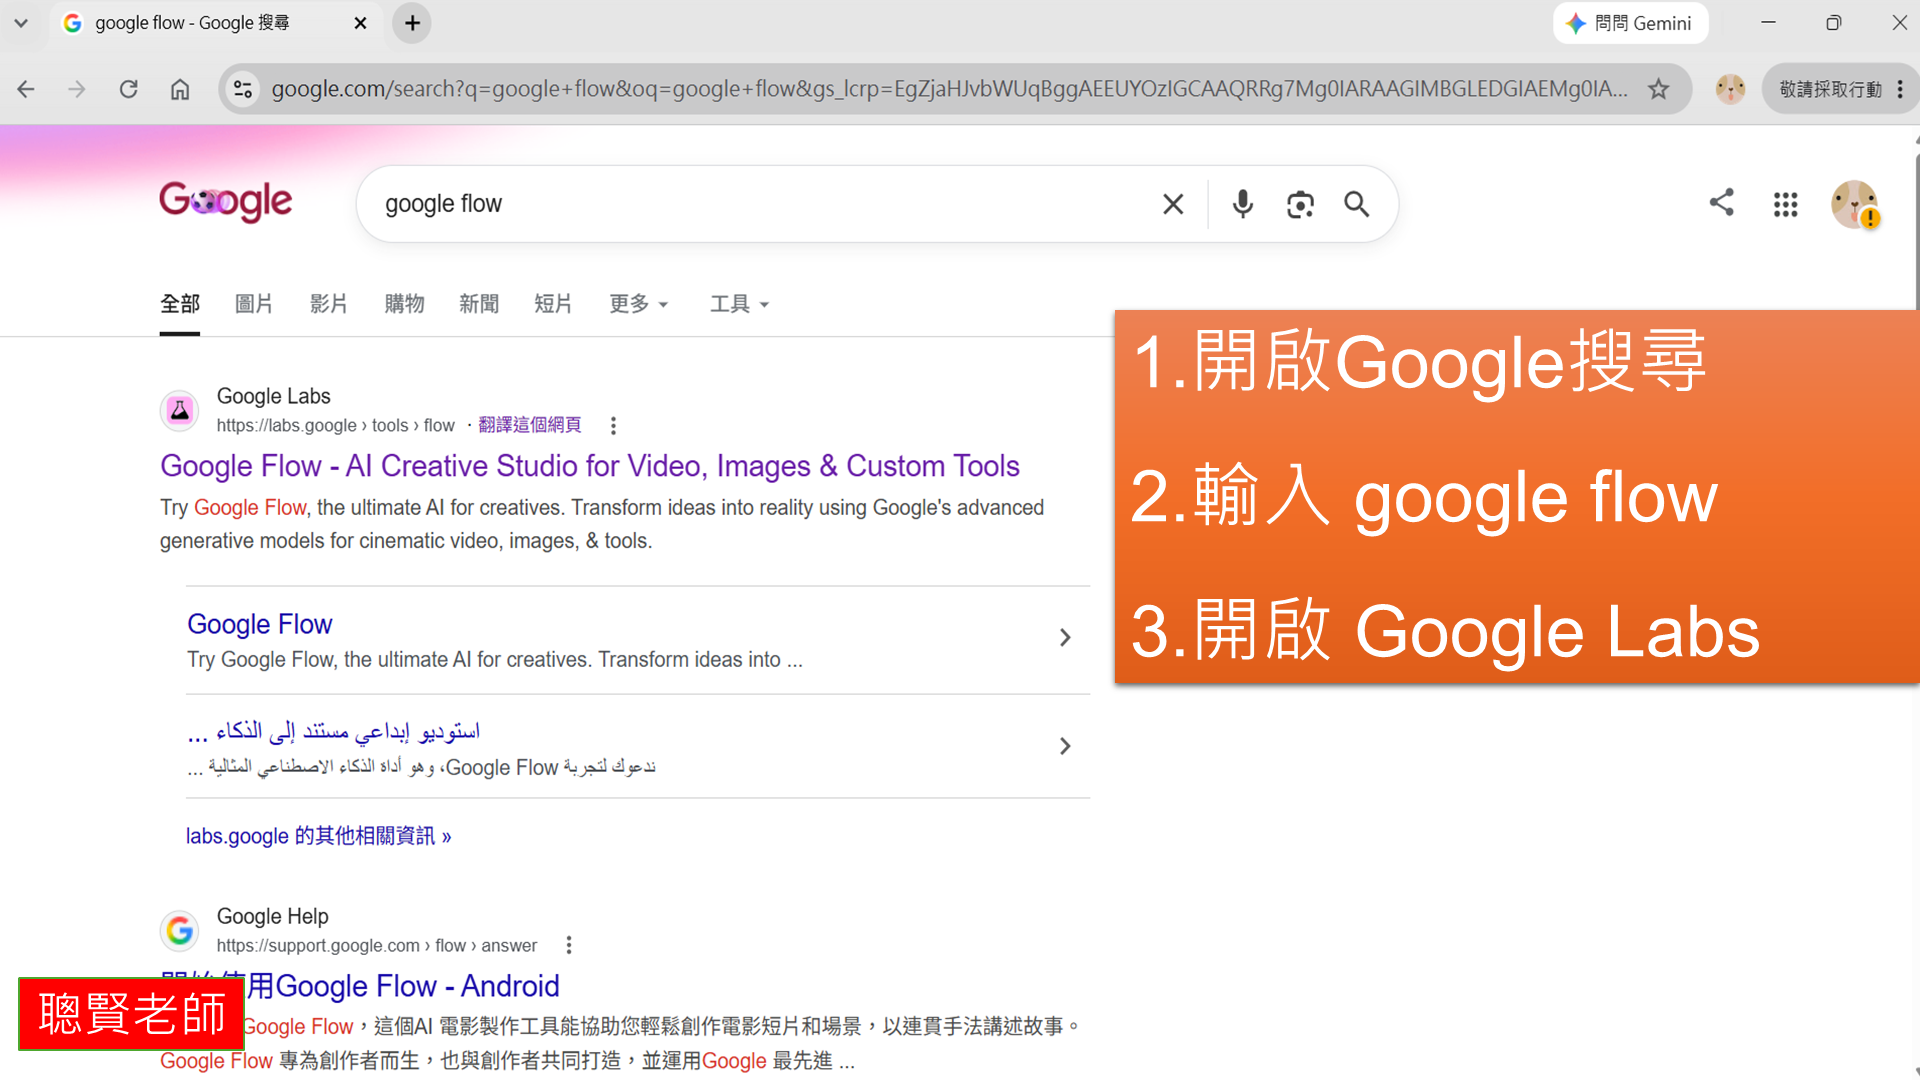 google flow - Google 搜尋
問問 Gemini
google.com/search?q=google+flow&oq=google+flow&gs_lcrp=EgZjaHJvbWUqBggAEEUYOzIGCAAQRRg7Mg0IARAAGIMBGLEDGIAEMg0IA...
敬請採取行動
Google
google flow
全部 圖片 影片 購物 新聞 短片 更多 工具
1.開啟Google搜尋
2.輸入 google flow
3.開啟 Google Labs
Google Labs
https://labs.google › tools › flow · 翻譯這個網頁
Google Flow - AI Creative Studio for Video, Images & Custom Tools
Try Google Flow, the ultimate AI for creatives. Transform ideas into reality using Google's advanced
generative models for cinematic video, images, & tools.
Google Flow
Try Google Flow, the ultimate AI for creatives. Transform ideas into ...
استوديو إبداعي مستند إلى الذكاء ...
ندعوك لتجربة Google Flow، وهو أداة الذكاء الاصطناعي المثالية ...
labs.google 的其他相關資訊 »
Google Help
https://support.google.com › flow › answer
用Google Flow - Android
Google Flow，這個AI 電影製作工具能協助您輕鬆創作電影短片和場景，以連貫手法講述故事。
Google Flow 專為創作者而生，也與創作者共同打造，並運用Google 最先進 ...
聰賢老師